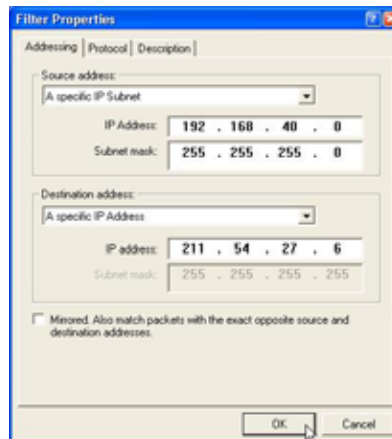 Filter Properties
Addressing Protocol Description
Source address:
A specific IP Subnet
IP Address: 192 . 168 . 40 . 0
Subnet mask: 255 . 255 . 255 . 0
Destination address:
A specific IP Address
IP address: 211 . 54 . 27 . 6
Subnet mask: 255 . 255 . 255 . 255
Mirrored. Also match packets with the exact opposite source and
destination addresses.
OK Cancel